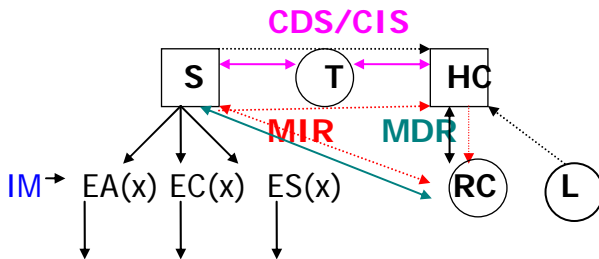 CDS/CIS
S T HC
MIR MDR
IM EA(x) EC(x) ES(x) RC L